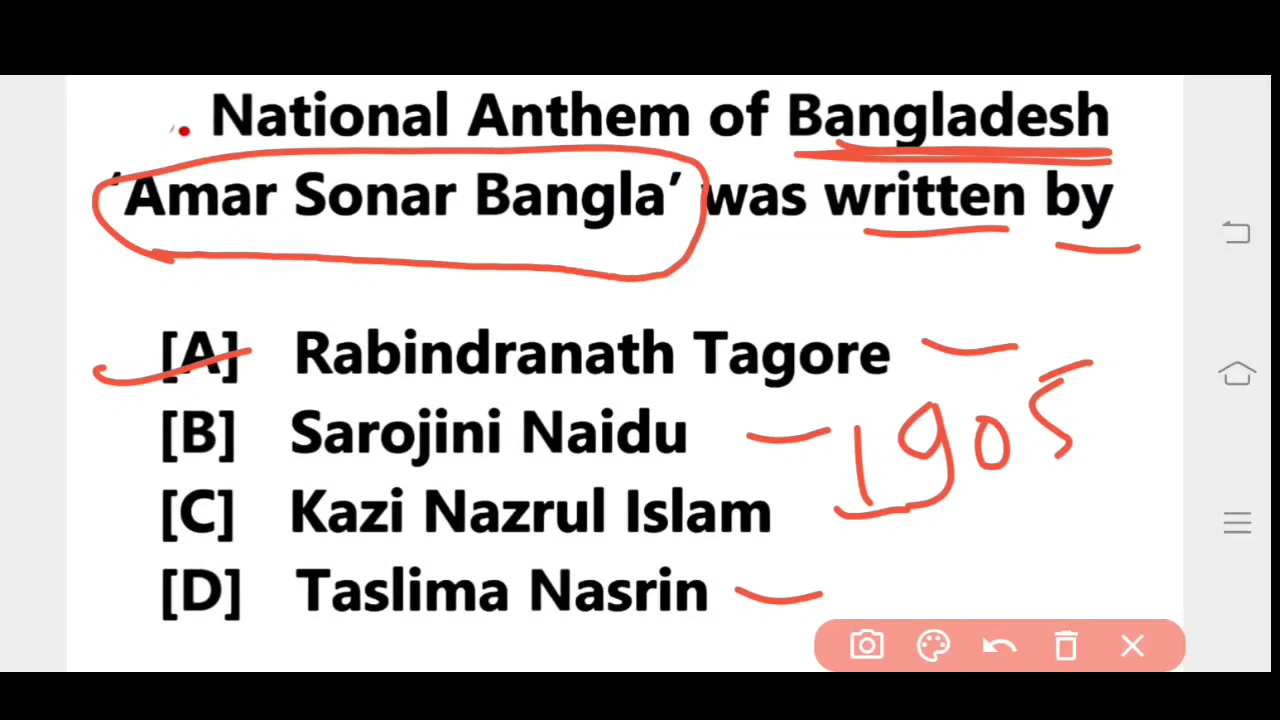 . National Anthem of Bangladesh
‘Amar Sonar Bangla’ was written by
[A] Rabindranath Tagore
[B] Sarojini Naidu
1905
[C] Kazi Nazrul Islam
[D] Taslima Nasrin